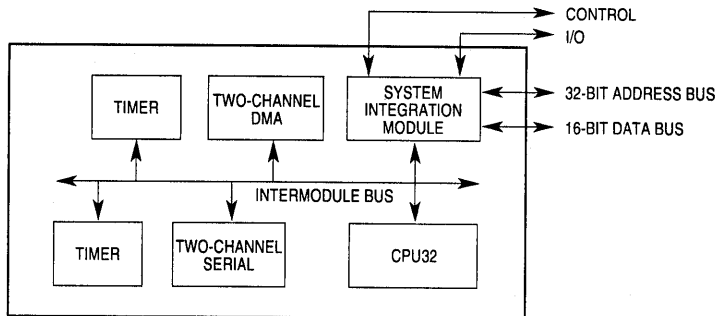 CONTROL
I/O
TIMER
TWO-CHANNEL
DMA
SYSTEM
INTEGRATION
MODULE
32-BIT ADDRESS BUS
16-BIT DATA BUS
INTERMODULE BUS
TIMER
TWO-CHANNEL
SERIAL
CPU32